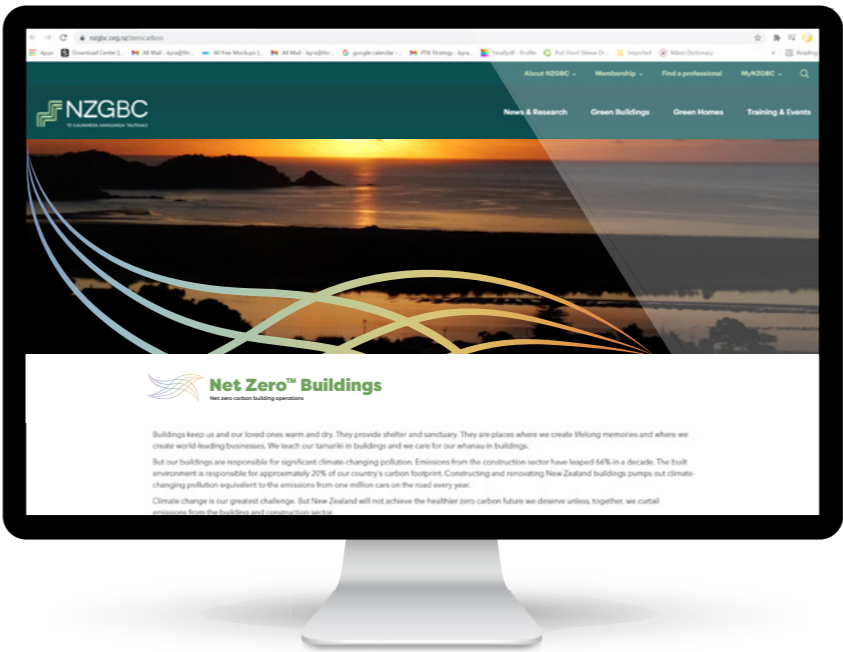 nzgbc.org.nz/zerocarbon
Apps Download Center | All Mail - kyra@thr... All Free Mockups | All Mail - kyra@thr... google calendar - PTK Strategy - kyra... Smallpdf - Profile Imported Māori Dictionary Reading
About NZGBC Membership Find a professional MyNZGBC
NZGBC
News & Research Green Buildings Green Homes Training & Events
Net Zero™ Buildings
Net zero carbon building operations
Buildings keep us and our loved ones warm and dry. They provide shelter and sanctuary. They are places where we create lifelong memories and where we
create world-leading businesses. We teach our tamariki in buildings and we care for our whanau in buildings.
But our buildings are responsible for significant climate-changing pollution. Emissions from the construction sector have leaped 66% in a decade. The built
environment is responsible for approximately 20% of our country's carbon footprint. Constructing and renovating New Zealand buildings pumps out climate-
changing pollution equivalent to the emissions from one million cars on the road every year.
Climate change is our greatest challenge. But New Zealand will not achieve the healthier zero carbon future we deserve unless, together, we curtail
emissions from the building and construction sector.